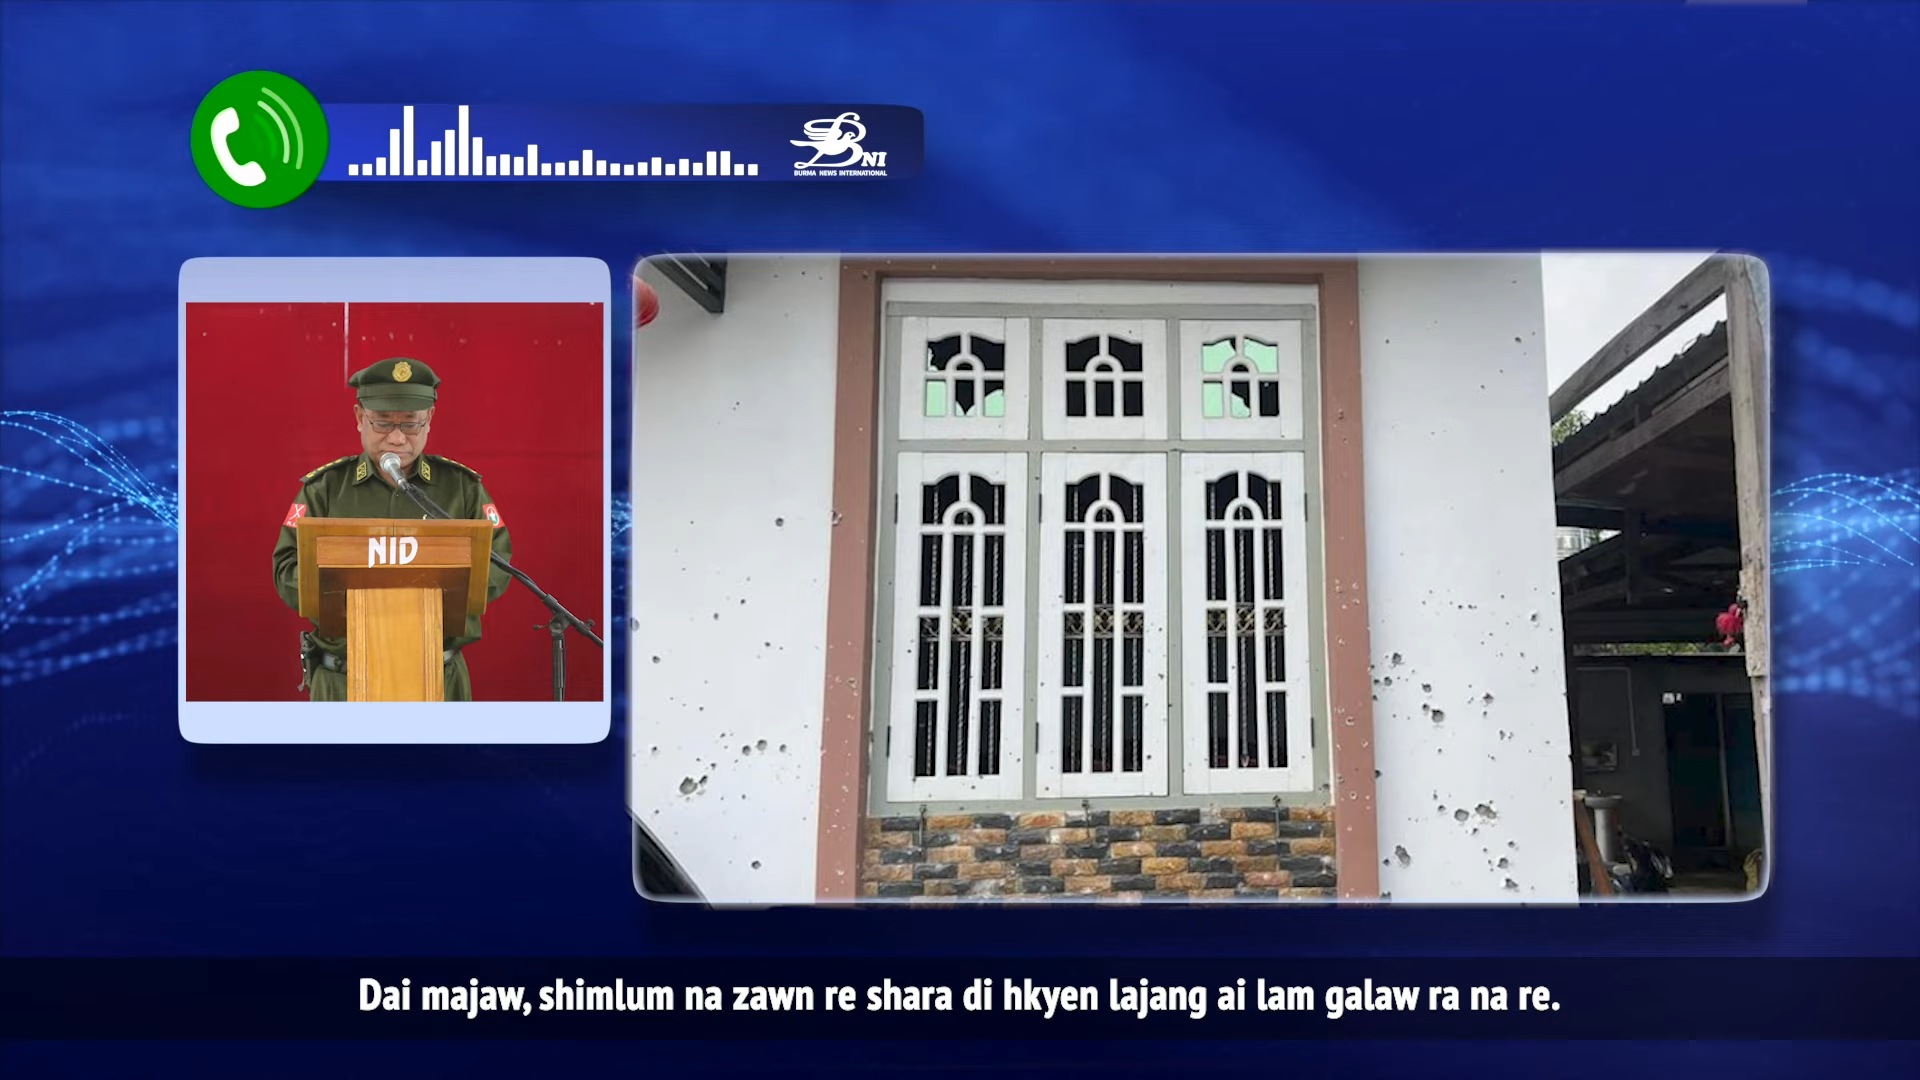 BNI
BURMA NEWS INTERNATIONAL
NID
Dai majaw, shimlum na zawn re shara di hkyen lajang ai lam galaw ra na re.